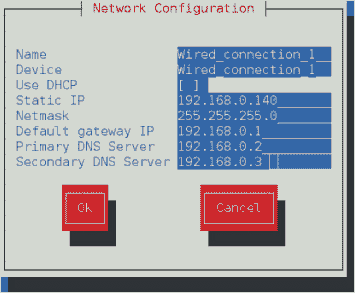 Network Configuration
Name Wired_connection_1
Device Wired_connection_1
Use DHCP [ ]
Static IP 192.168.0.140
Netmask 255.255.255.0
Default gateway IP 192.168.0.1
Primary DNS Server 192.168.0.2
Secondary DNS Server 192.168.0.3
Ok Cancel